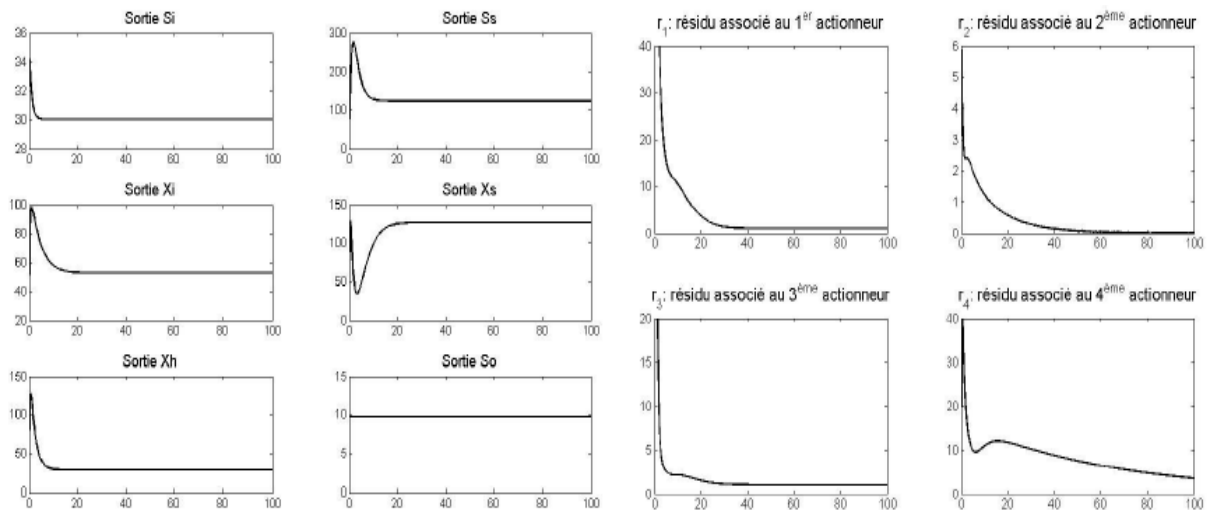 Sortie Si
36
34
32
30
28
0 20 40 60 80 100
Sortie Ss
300
200
100
0
0 20 40 60 80 100
Sortie Xi
100
80
60
40
20
0 20 40 60 80 100
Sortie Xs
150
100
50
0
0 20 40 60 80 100
Sortie Xh
150
100
50
0
0 20 40 60 80 100
Sortie So
15
10
5
0
0 20 40 60 80 100
r1: résidu associé au 1er actionneur
40
30
20
10
0
0 20 40 60 80 100
r2: résidu associé au 2ème actionneur
6
5
4
3
2
1
0
0 20 40 60 80 100
r3: résidu associé au 3ème actionneur
20
15
10
5
0
0 20 40 60 80 100
r4: résidu associé au 4ème actionneur
40
30
20
10
0
0 20 40 60 80 100